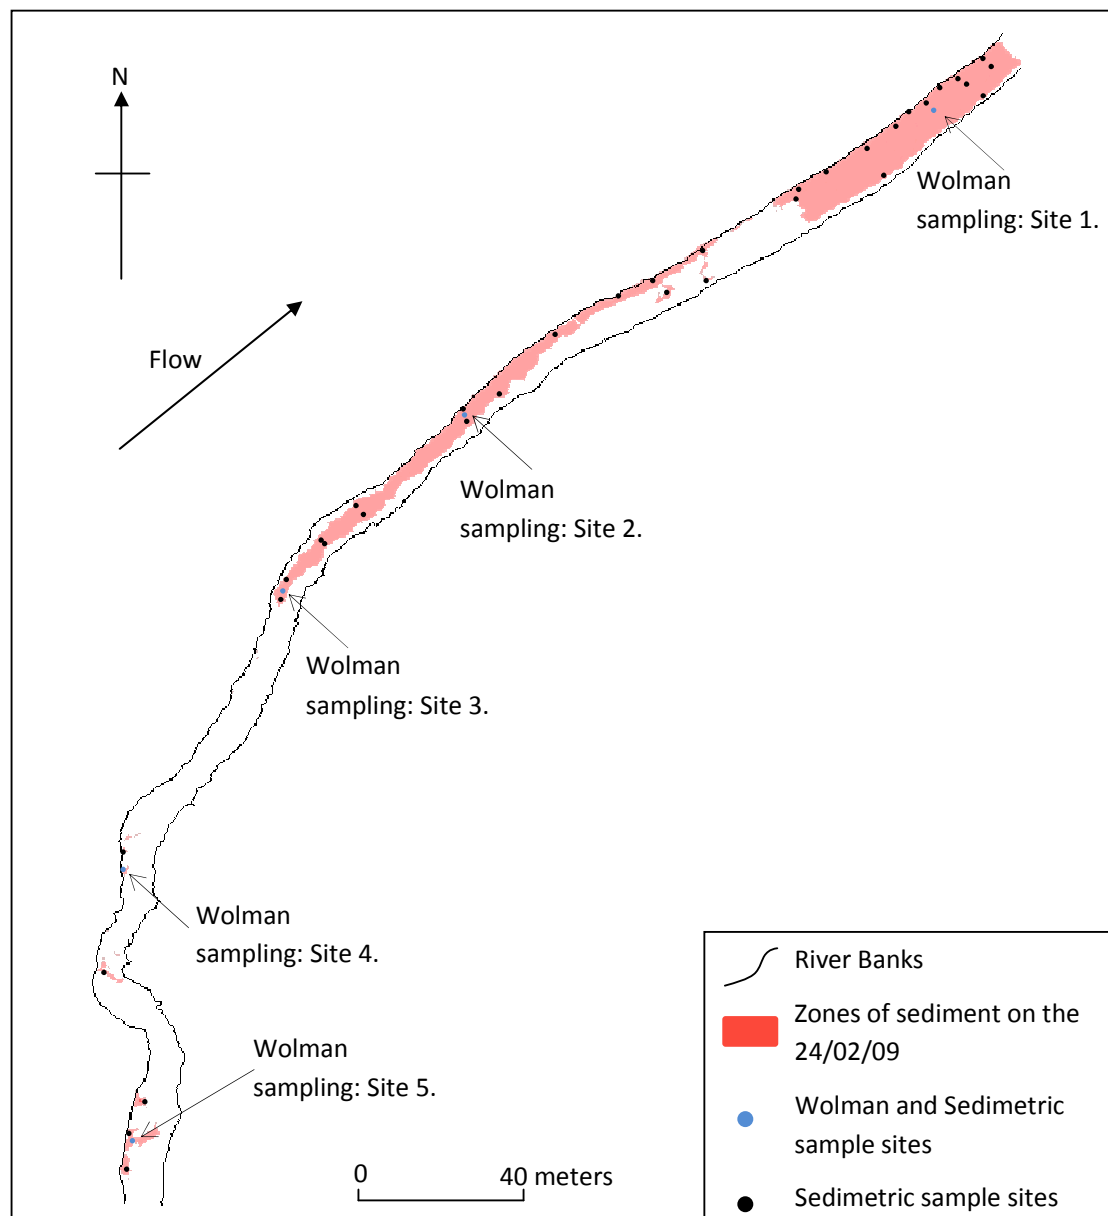 N
Wolman
sampling: Site 1.
Flow
Wolman
sampling: Site 2.
Wolman
sampling: Site 3.
Wolman
sampling: Site 4.
Wolman
sampling: Site 5.
0 40 meters
River Banks
Zones of sediment on the
24/02/09
Wolman and Sedimetric
sample sites
Sedimetric sample sites